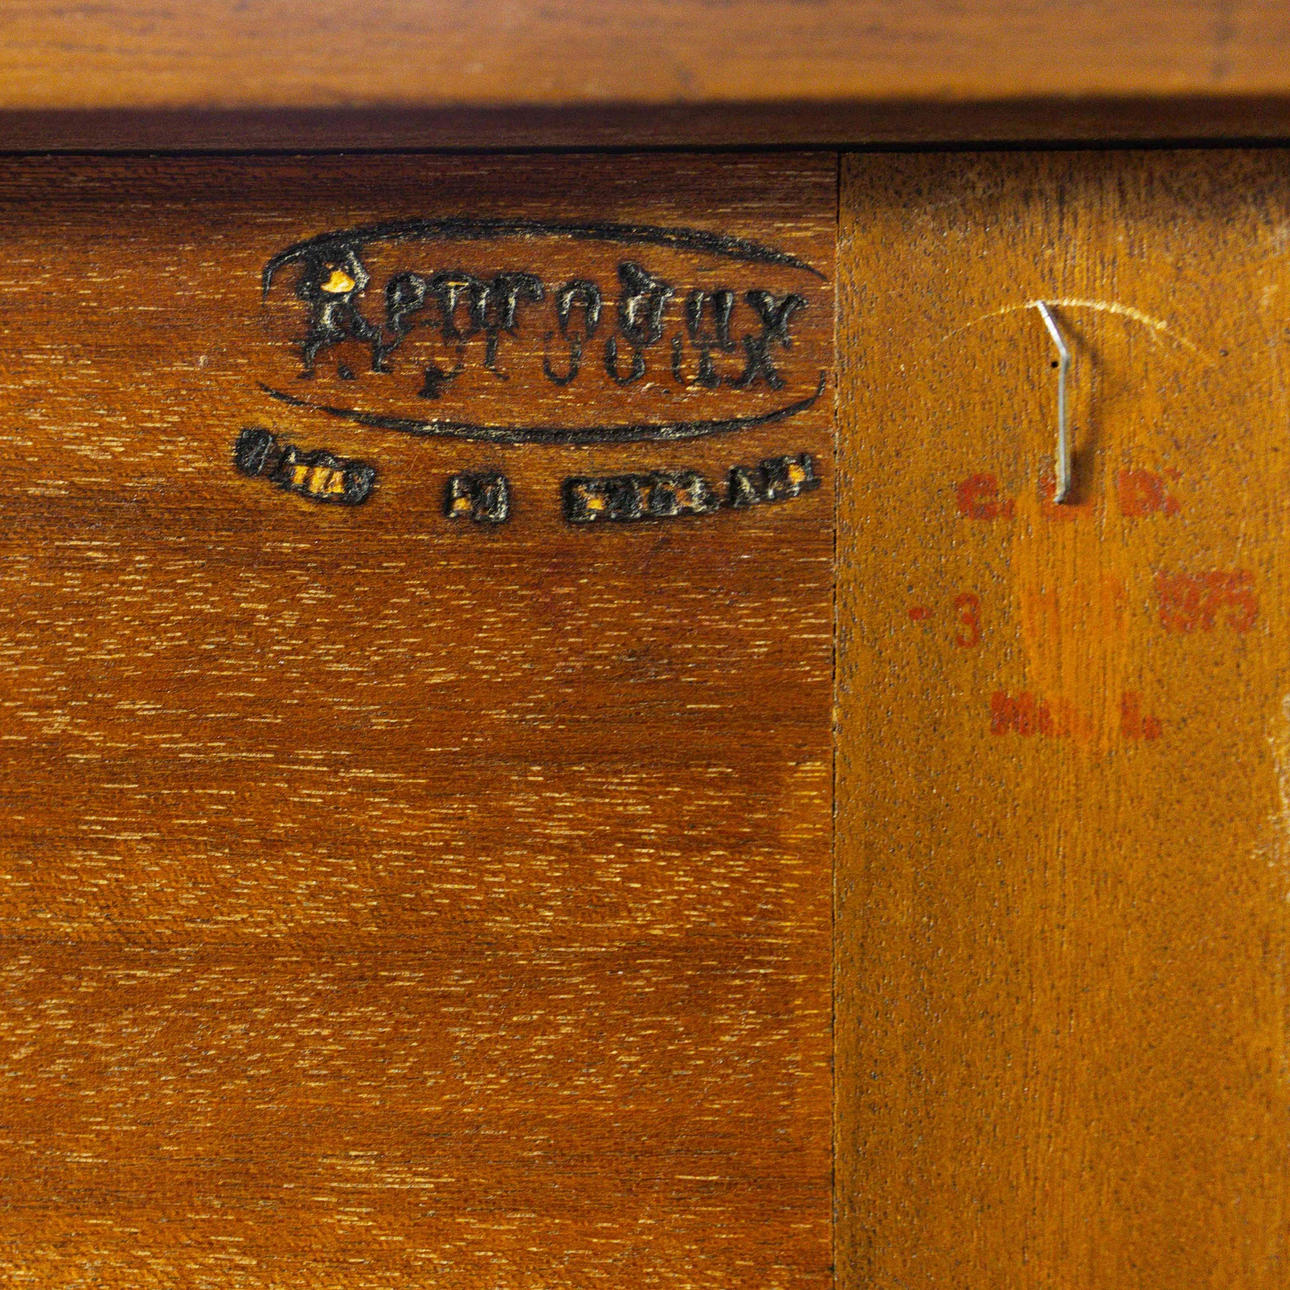 Reprodux
MADE IN ENGLAND
- 3 1975